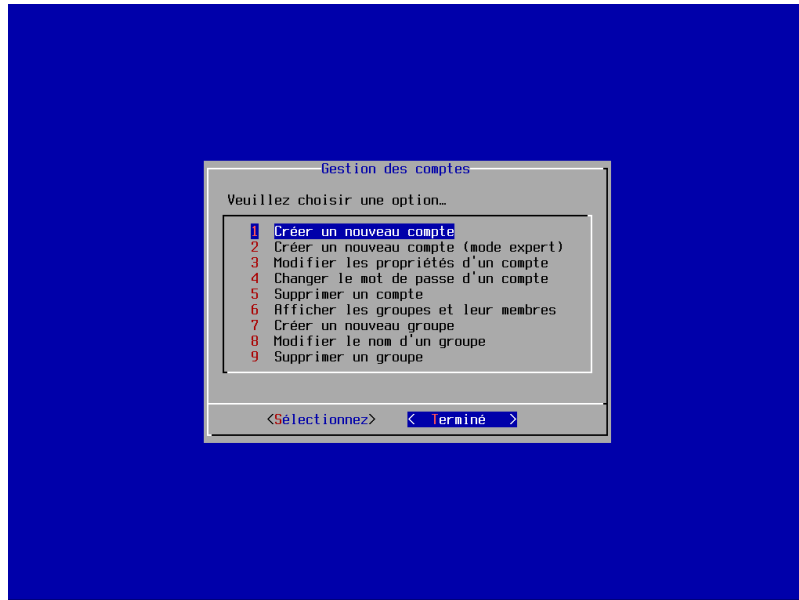 Gestion des comptes
Veuillez choisir une option…
1 Créer un nouveau compte
2 Créer un nouveau compte (mode expert)
3 Modifier les propriétés d'un compte
4 Changer le mot de passe d'un compte
5 Supprimer un compte
6 Afficher les groupes et leur membres
7 Créer un nouveau groupe
8 Modifier le nom d'un groupe
9 Supprimer un groupe
<Sélectionnez> < Terminé >